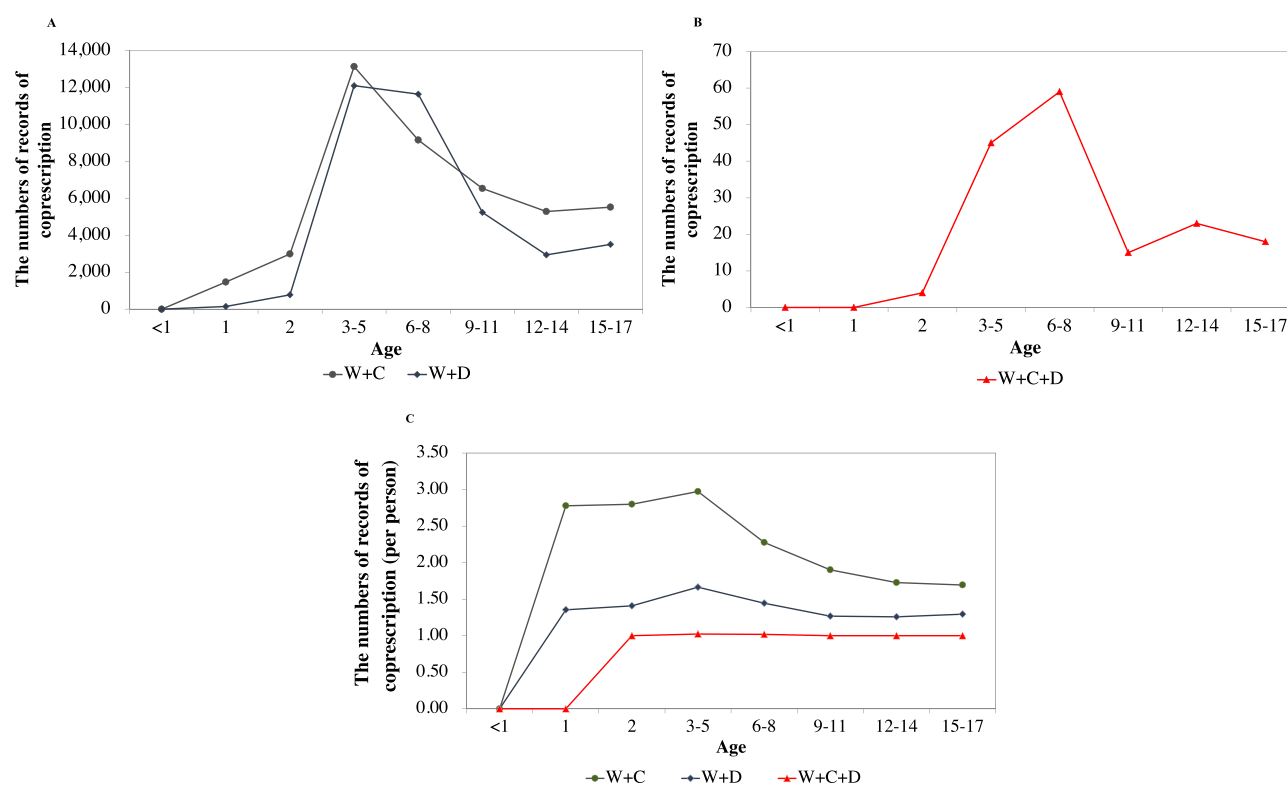 A
The numbers of records of
coprescription
14,000
12,000
10,000
8,000
6,000
4,000
2,000
0
<1 1 2 3-5 6-8 9-11 12-14 15-17
Age
W+C W+D
B
The numbers of records of
coprescription
70
60
50
40
30
20
10
0
<1 1 2 3-5 6-8 9-11 12-14 15-17
Age
W+C+D
C
The numbers of records of
coprescription (per person)
3.50
3.00
2.50
2.00
1.50
1.00
0.50
0.00
<1 1 2 3-5 6-8 9-11 12-14 15-17
Age
W+C W+D W+C+D